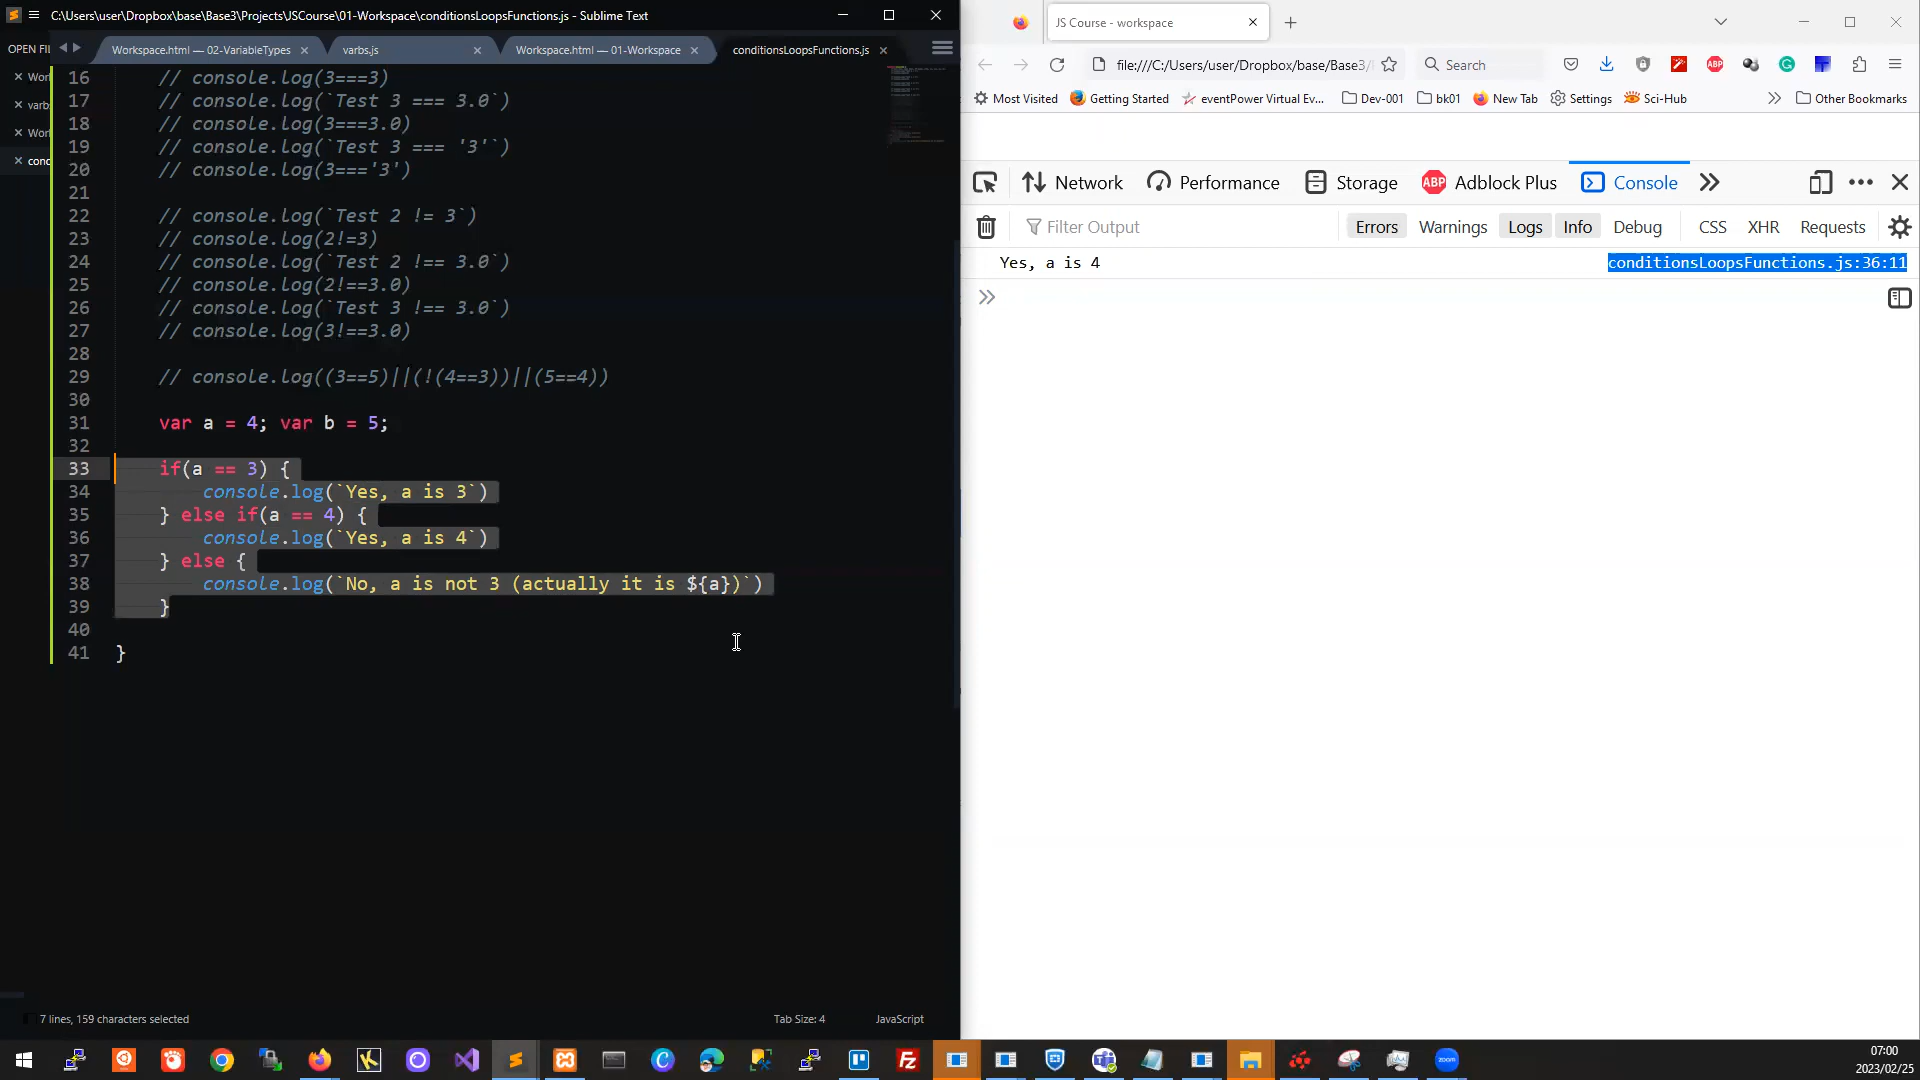 C:\Users\user\Dropbox\base\Base3\Projects\JSCourse\01-Workspace\conditionsLoopsFunctions.js - Sublime Text
OPEN FIL
Workspace.html — 02-VariableTypes
varbs.js
Workspace.html — 01-Workspace
conditionsLoopsFunctions.js
Wor
varb
Wor
conc
16 // console.log(3===3)
17 // console.log(`Test 3 === 3.0`)
18 // console.log(3===3.0)
19 // console.log(`Test 3 === '3'`)
20 // console.log(3==='3')
21
22 // console.log(`Test 2 != 3`)
23 // console.log(2!=3)
24 // console.log(`Test 2 !== 3.0`)
25 // console.log(2!==3.0)
26 // console.log(`Test 3 !== 3.0`)
27 // console.log(3!==3.0)
28
29 // console.log((3==5)||(!(4==3))||(5==4))
30
31 var a = 4; var b = 5;
32
33 if(a == 3) {
34 console.log(`Yes, a is 3`)
35 } else if(a == 4) {
36 console.log(`Yes, a is 4`)
37 } else {
38 console.log(`No, a is not 3 (actually it is ${a})`)
39 }
40
41 }
7 lines, 159 characters selected
Tab Size: 4
JavaScript
JS Course - workspace
file:///C:/Users/user/Dropbox/base/Base3/
Search
Most Visited
Getting Started
eventPower Virtual Ev...
Dev-001
bk01
New Tab
Settings
Sci-Hub
Other Bookmarks
Network
Performance
Storage
ABP Adblock Plus
Console
Filter Output
Errors
Warnings
Logs
Info
Debug
CSS
XHR
Requests
Yes, a is 4
conditionsLoopsFunctions.js:36:11
07:00
2023/02/25